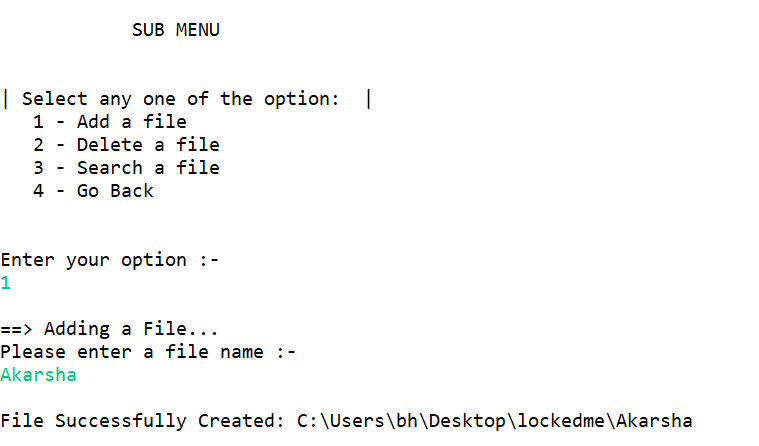 SUB MENU
| Select any one of the option:  |
1 - Add a file
2 - Delete a file
3 - Search a file
4 - Go Back
Enter your option :-
1
==> Adding a File...
Please enter a file name :-
Akarsha
File Successfully Created: C:\Users\bh\Desktop\lockedme\Akarsha